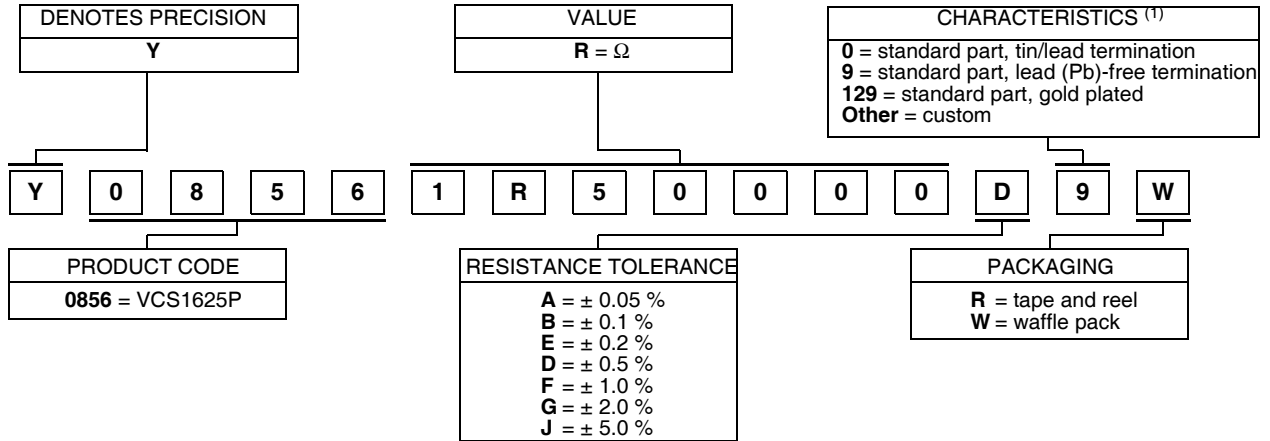 DENOTES PRECISION
Y
VALUE
R = Ω
CHARACTERISTICS (1)
0 = standard part, tin/lead termination
9 = standard part, lead (Pb)-free termination
129 = standard part, gold plated
Other = custom
Y 0 8 5 6 1 R 5 0 0 0 0 D 9 W
PRODUCT CODE
0856 = VCS1625P
RESISTANCE TOLERANCE
A = ± 0.05 %
B = ± 0.1 %
E = ± 0.2 %
D = ± 0.5 %
F = ± 1.0 %
G = ± 2.0 %
J = ± 5.0 %
PACKAGING
R = tape and reel
W = waffle pack